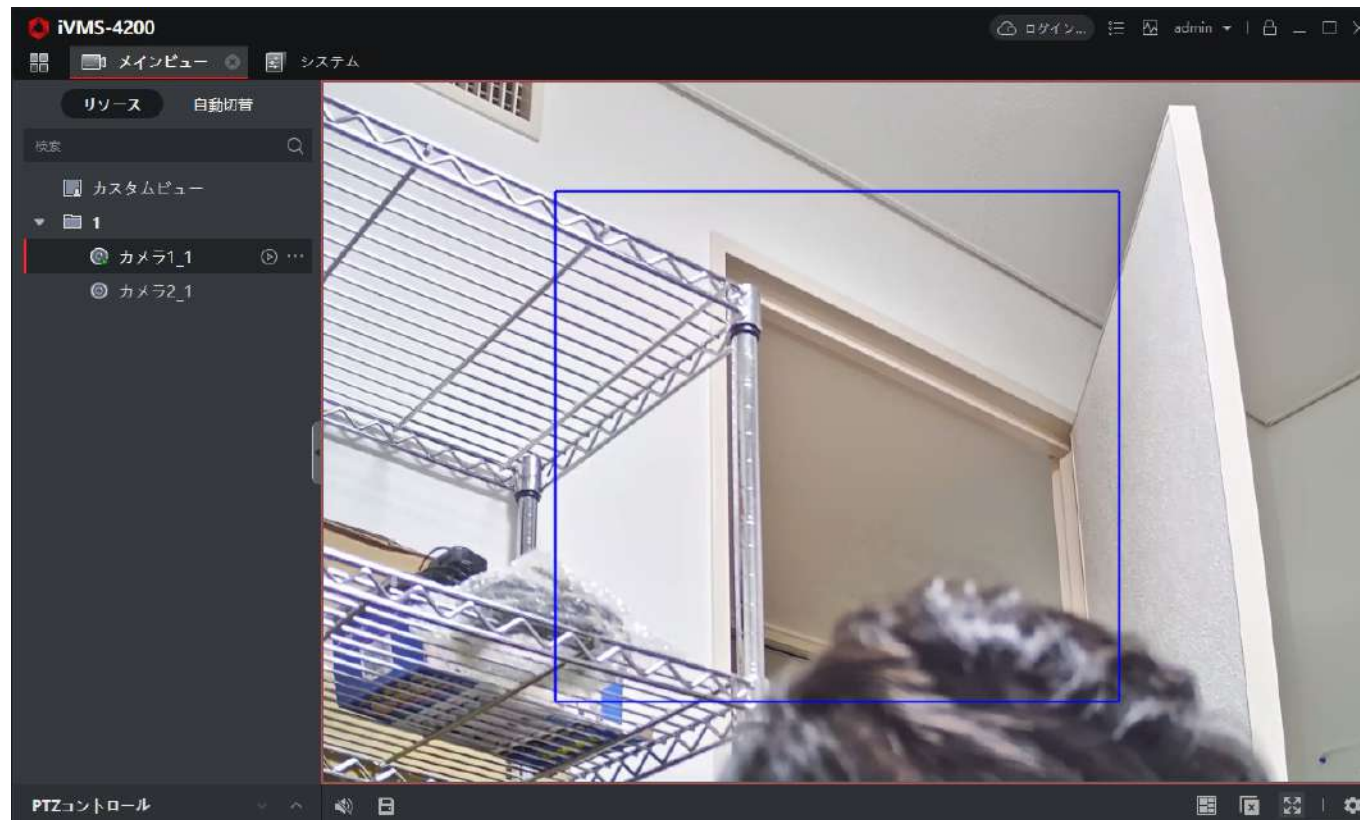 iVMS-4200
ログイン...
admin
メインビュー
システム
リソース
自動切替
検索
カスタムビュー
1
カメラ1_1
カメラ2_1
PTZコントロール